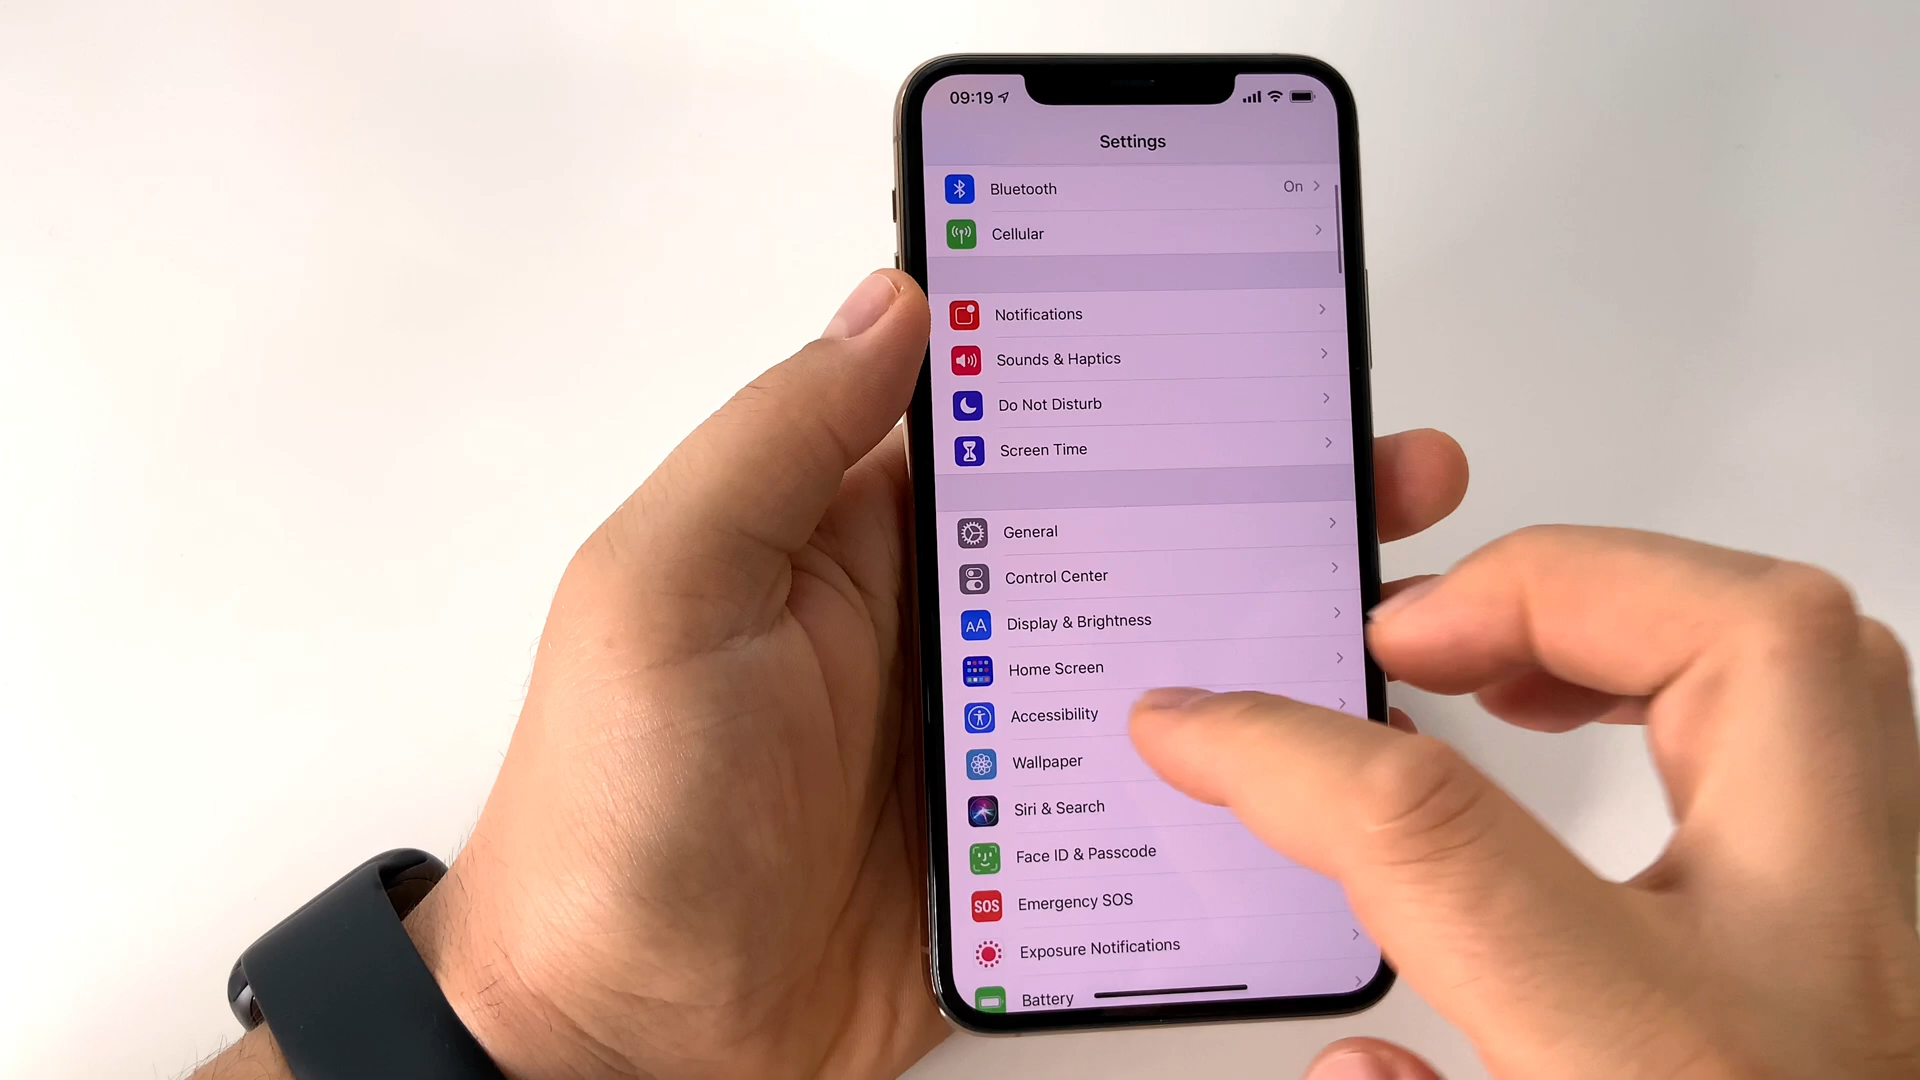 09:19
Settings
Bluetooth On
Cellular
Notifications
Sounds & Haptics
Do Not Disturb
Screen Time
General
Control Center
AA Display & Brightness
Home Screen
Accessibility
Wallpaper
Siri & Search
Face ID & Passcode
SOS Emergency SOS
Exposure Notifications
Battery